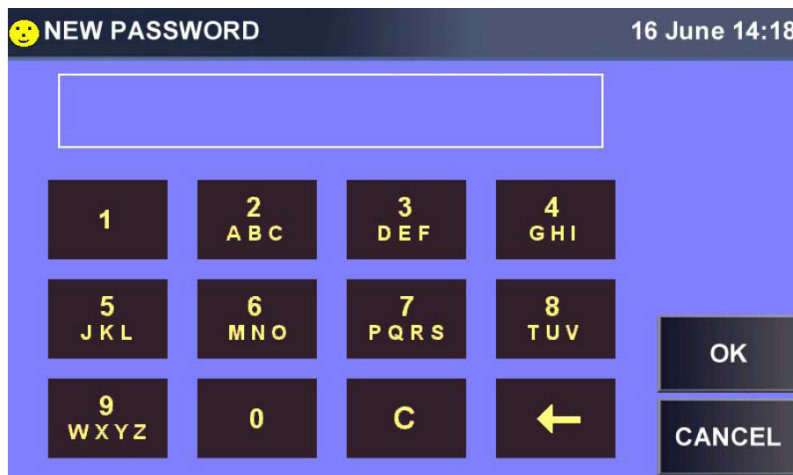 NEW PASSWORD 16 June 14:18
1 2 3 4
ABC DEF GHI
5 6 7 8
JKL MNO PQRS TUV
OK
9 0 C
WXYZ
CANCEL